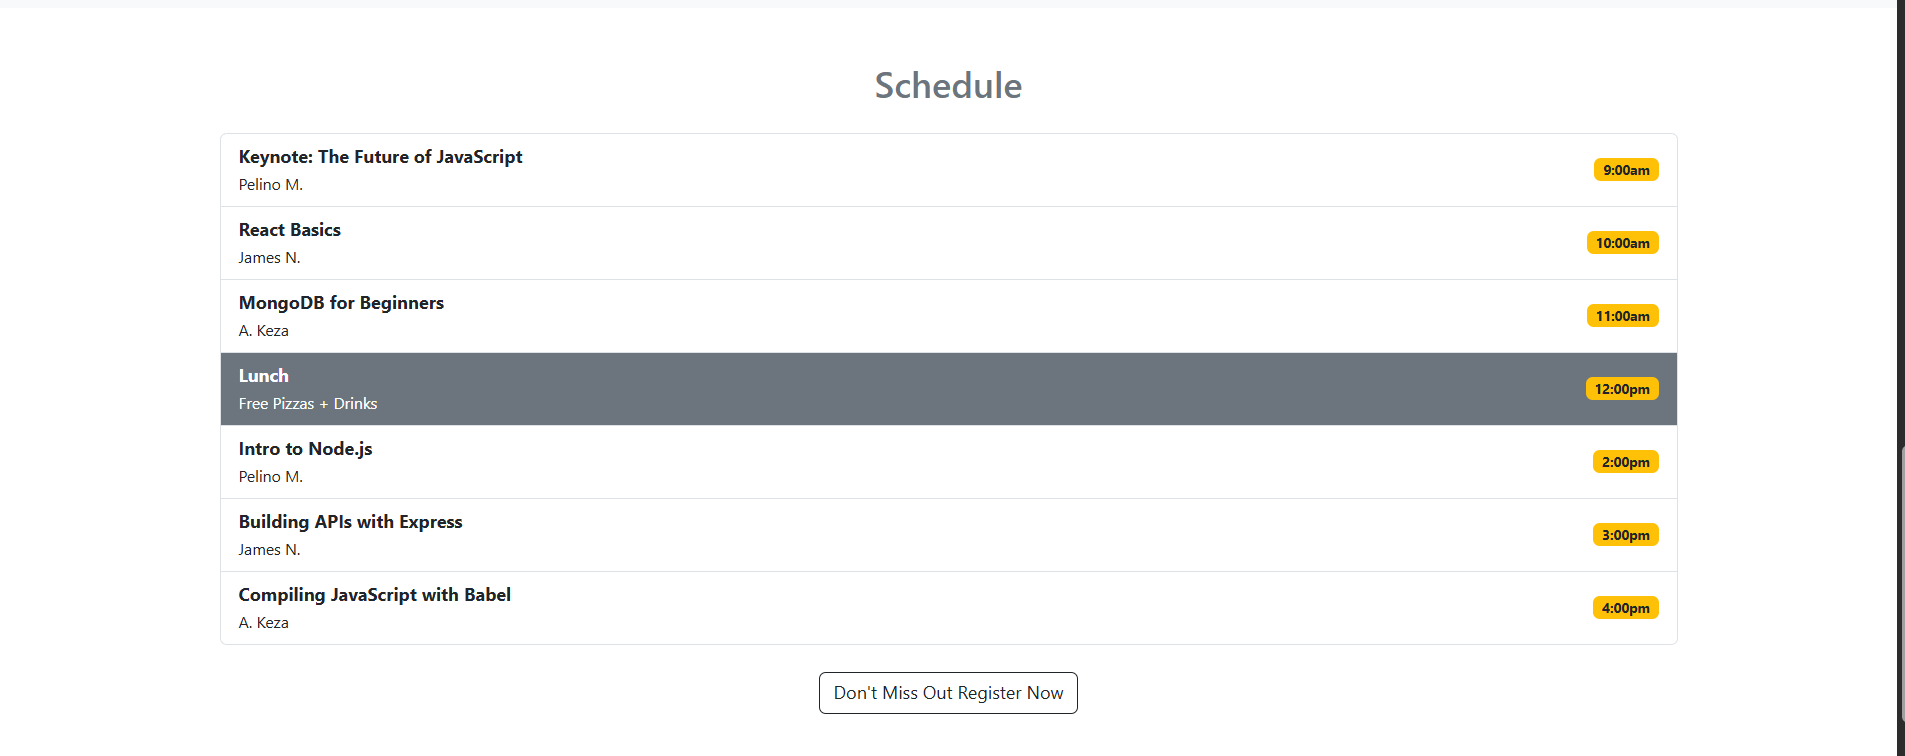 Schedule
Keynote: The Future of JavaScript
Pelino M.
9:00am
React Basics
James N.
10:00am
MongoDB for Beginners
A. Keza
11:00am
Lunch
Free Pizzas + Drinks
12:00pm
Intro to Node.js
Pelino M.
2:00pm
Building APIs with Express
James N.
3:00pm
Compiling JavaScript with Babel
A. Keza
4:00pm
Don't Miss Out Register Now